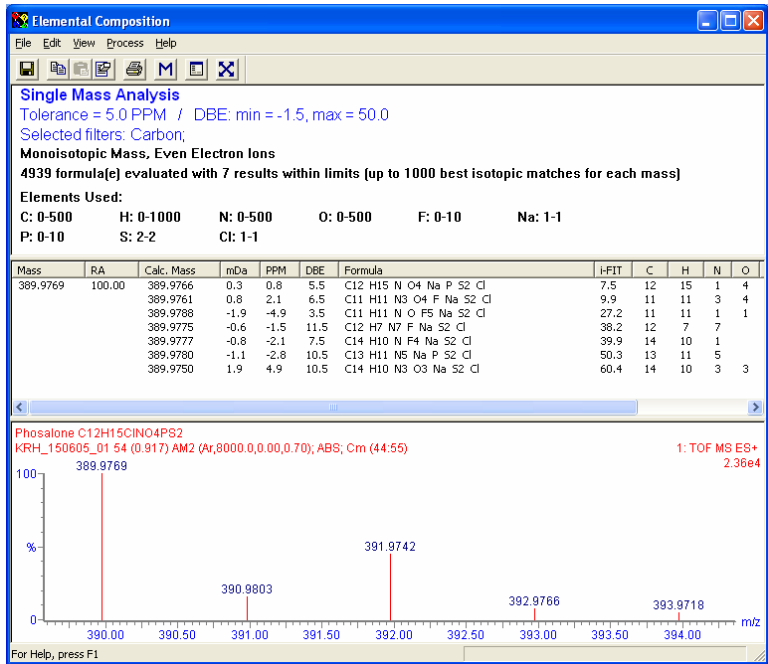 Elemental Composition
File Edit View Process Help
M
Single Mass Analysis
Tolerance = 5.0 PPM / DBE: min = -1.5, max = 50.0
Selected filters: Carbon;
Monoisotopic Mass, Even Electron Ions
4939 formula(e) evaluated with 7 results within limits (up to 1000 best isotopic matches for each mass)
Elements Used:
C: 0-500 H: 0-1000 N: 0-500 O: 0-500 F: 0-10 Na: 1-1
P: 0-10 S: 2-2 Cl: 1-1
Mass RA Calc. Mass mDa PPM DBE Formula i-FIT C H N O
389.9769 100.00 389.9766 0.3 0.8 5.5 C12 H15 N O4 Na P S2 Cl 7.5 12 15 1 4
389.9761 0.8 2.1 6.5 C11 H11 N3 O4 F Na S2 Cl 9.9 11 11 3 4
389.9788 -1.9 -4.9 3.5 C11 H11 N O F5 Na S2 Cl 27.2 11 11 1 1
389.9775 -0.6 -1.5 11.5 C12 H7 N7 F Na S2 Cl 38.2 12 7 7
389.9777 -0.8 -2.1 7.5 C14 H10 N F4 Na S2 Cl 39.9 14 10 1
389.9780 -1.1 -2.8 10.5 C13 H11 N5 Na P S2 Cl 50.3 13 11 5
389.9750 1.9 4.9 10.5 C14 H10 N3 O3 Na S2 Cl 60.4 14 10 3 3
Phosalone C12H15ClNO4PS2
KRH_150605_01 54 (0.917) AM2 (Ar,8000.0,0.00,0.70); ABS; Cm (44:55)
1: TOF MS ES+
2.36e4
389.9769
100
%
391.9742
390.9803
392.9766
393.9718
0
m/z
390.00 390.50 391.00 391.50 392.00 392.50 393.00 393.50 394.00
For Help, press F1